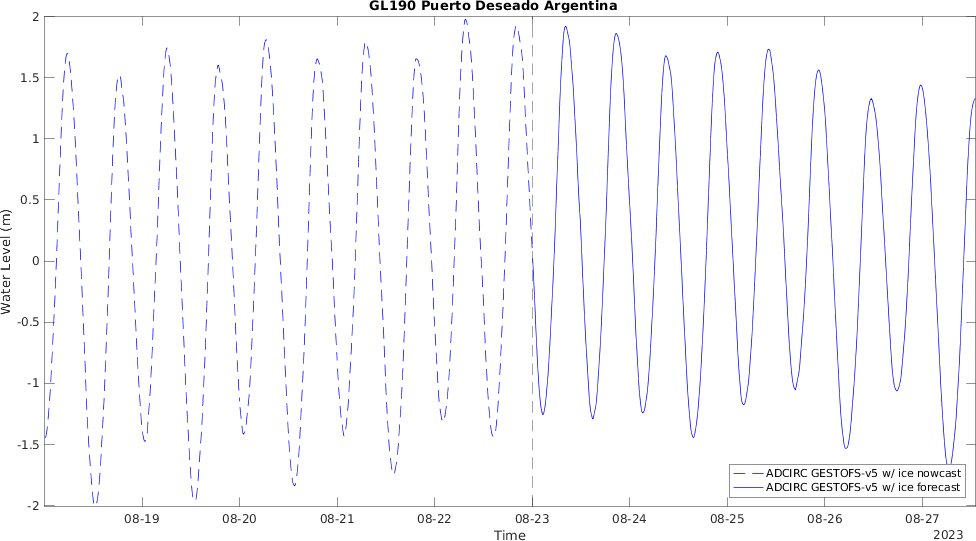 GL190 Puerto Deseado Argentina
Water Level (m)
2
1.5
1
0.5
0
-0.5
-1
-1.5
-2
ADCIRC GESTOFS-v5 w/ ice nowcast
ADCIRC GESTOFS-v5 w/ ice forecast
08-19 08-20 08-21 08-22 08-23 08-24 08-25 08-26 08-27
Time
2023